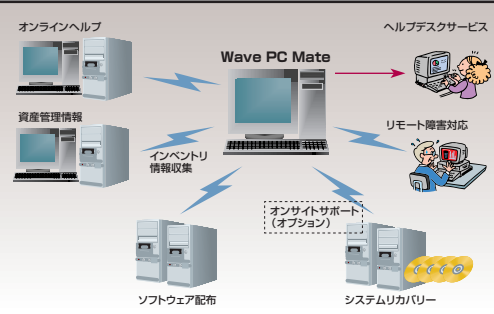 オンラインヘルプ
ヘルプデスクサービス
Wave PC Mate
資産管理情報
リモート障害対応
インベントリ
情報収集
オンサイトサポート
（オプション）
ソフトウェア配布
システムリカバリー